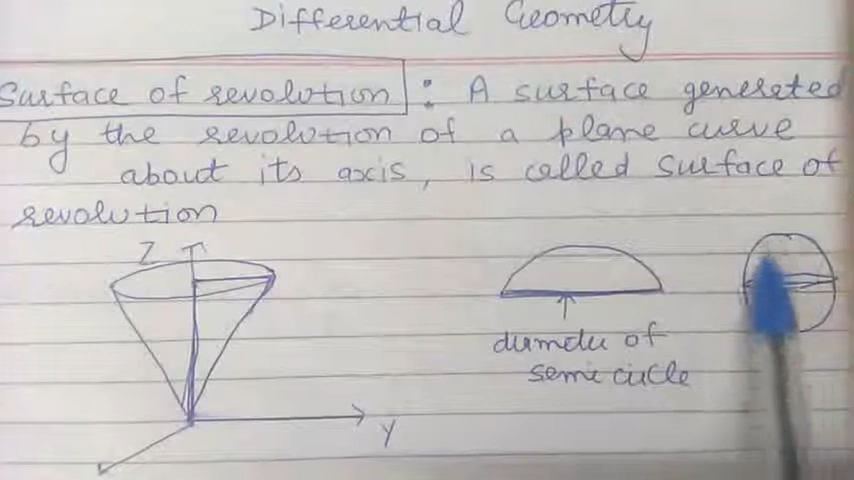 Differential Geometry
Surface of revolution : A surface generated
by the revolution of a plane curve
about its axis, is called surface of
revolution
Z
Y
of
semi circle